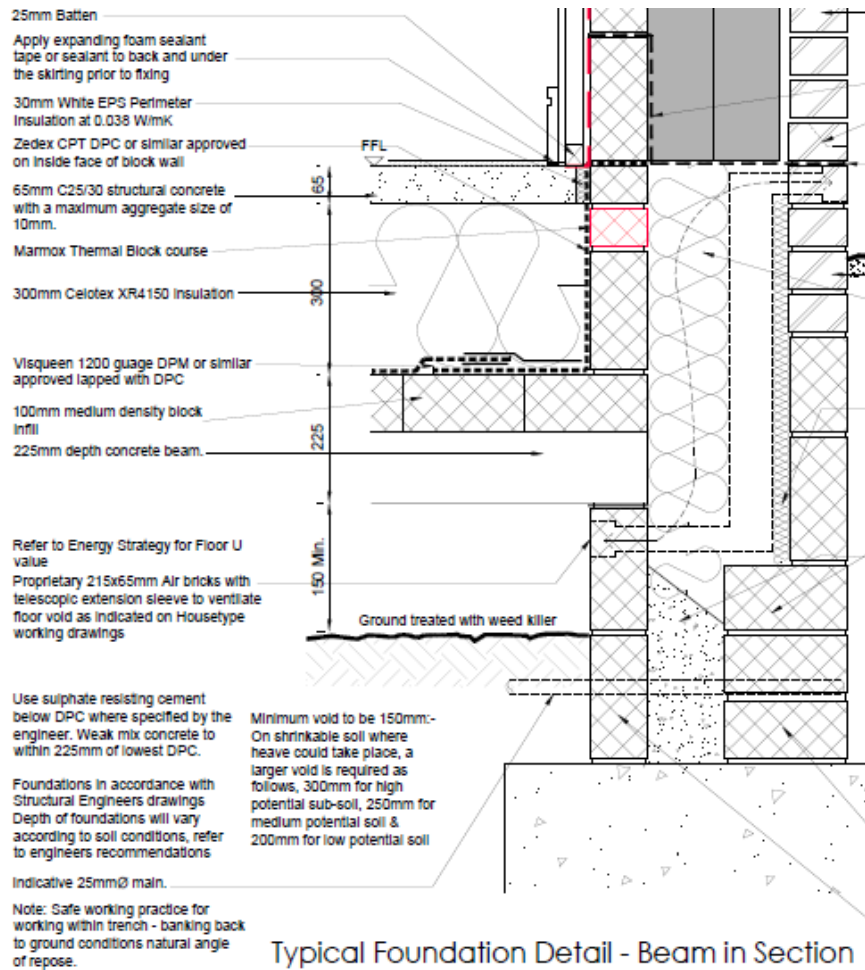 25mm Batten
Apply expanding foam sealant
tape or sealant to back and under
the skirting prior to fixing
30mm White EPS Perimeter
Insulation at 0.038 W/mK
Zedex CPT DPC or similar approved
on inside face of block wall
FFL
65mm C25/30 structural concrete
with a maximum aggregate size of
10mm.
65
Marmox Thermal Block course
300mm Celotex XR4150 Insulation
300
Visqueen 1200 guage DPM or similar
approved lapped with DPC
100mm medium density block
infill
225mm depth concrete beam.
225
Refer to Energy Strategy for Floor U
value
Proprietary 215x65mm Air bricks with
telescopic extension sleeve to ventilate
floor void as indicated on Housetype
working drawings
150 Min.
Ground treated with weed killer
Use sulphate resisting cement
below DPC where specified by the
engineer. Weak mix concrete to
within 225mm of lowest DPC.
Foundations in accordance with
Structural Engineers drawings
Depth of foundations will vary
according to soil conditions, refer
to engineers recommendations
Minimum void to be 150mm:-
On shrinkable soil where
heave could take place, a
larger void is required as
follows, 300mm for high
potential sub-soil, 250mm for
medium potential soil &
200mm for low potential soil
Indicative 25mmØ main.
Note: Safe working practice for
working within trench - banking back
to ground conditions natural angle
of repose.
Typical Foundation Detail - Beam in Section